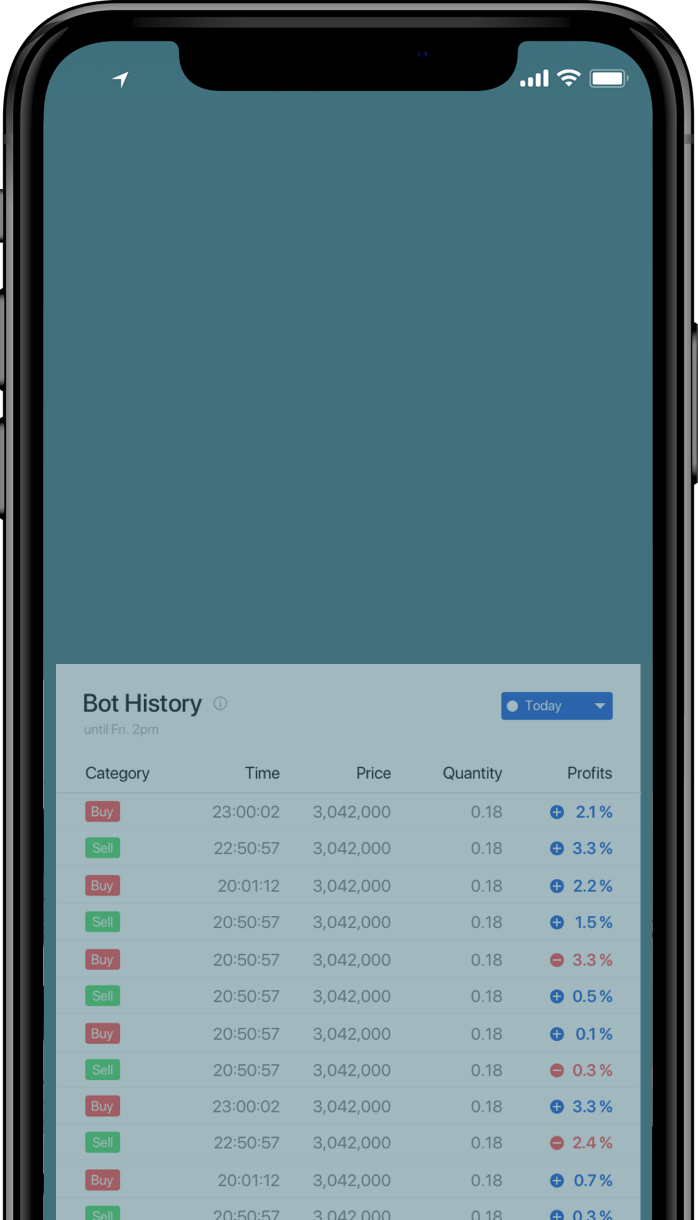 Bot History
Today
until Fri. 2pm
Category Time Price Quantity Profits
Buy 23:00:02 3,042,000 0.18 2.1 %
Sell 22:50:57 3,042,000 0.18 3.3 %
Buy 20:01:12 3,042,000 0.18 2.2 %
Sell 20:50:57 3,042,000 0.18 1.5 %
Buy 20:50:57 3,042,000 0.18 3.3 %
Sell 20:50:57 3,042,000 0.18 0.5 %
Buy 20:50:57 3,042,000 0.18 0.1 %
Sell 20:50:57 3,042,000 0.18 0.3 %
Buy 23:00:02 3,042,000 0.18 3.3 %
Sell 22:50:57 3,042,000 0.18 2.4 %
Buy 20:01:12 3,042,000 0.18 0.7 %
Sell 20:50:57 3,042,000 0.18 0.3 %